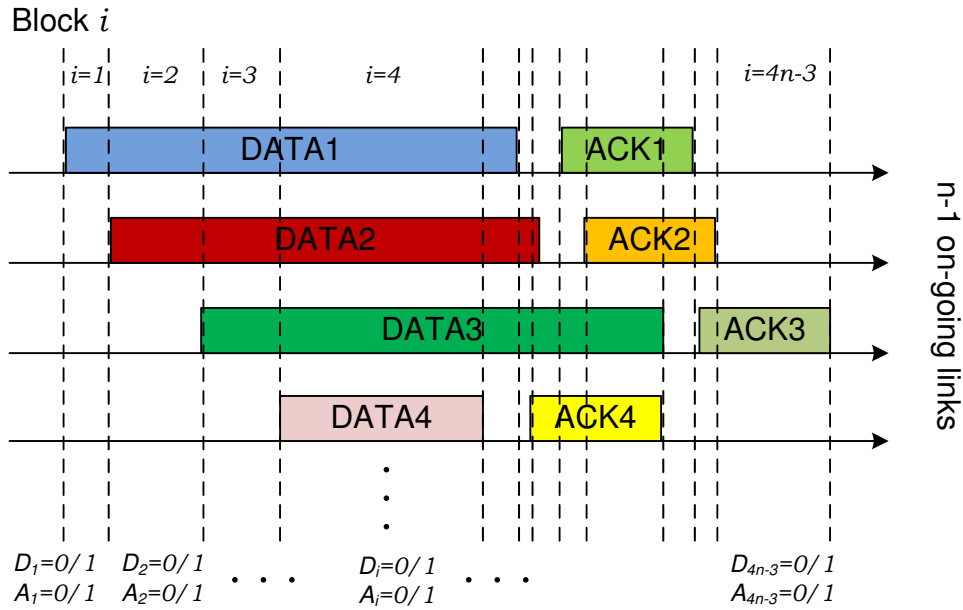 Block i
i=1 i=2 i=3 i=4 i=4n-3
DATA1 ACK1
DATA2 ACK2
DATA3 ACK3
DATA4 ACK4
n-1 on-going links
D1=0/1 D2=0/1 . . . Di=0/1 . . . D4n-3=0/1
A1=0/1 A2=0/1 Ai=0/1 A4n-3=0/1